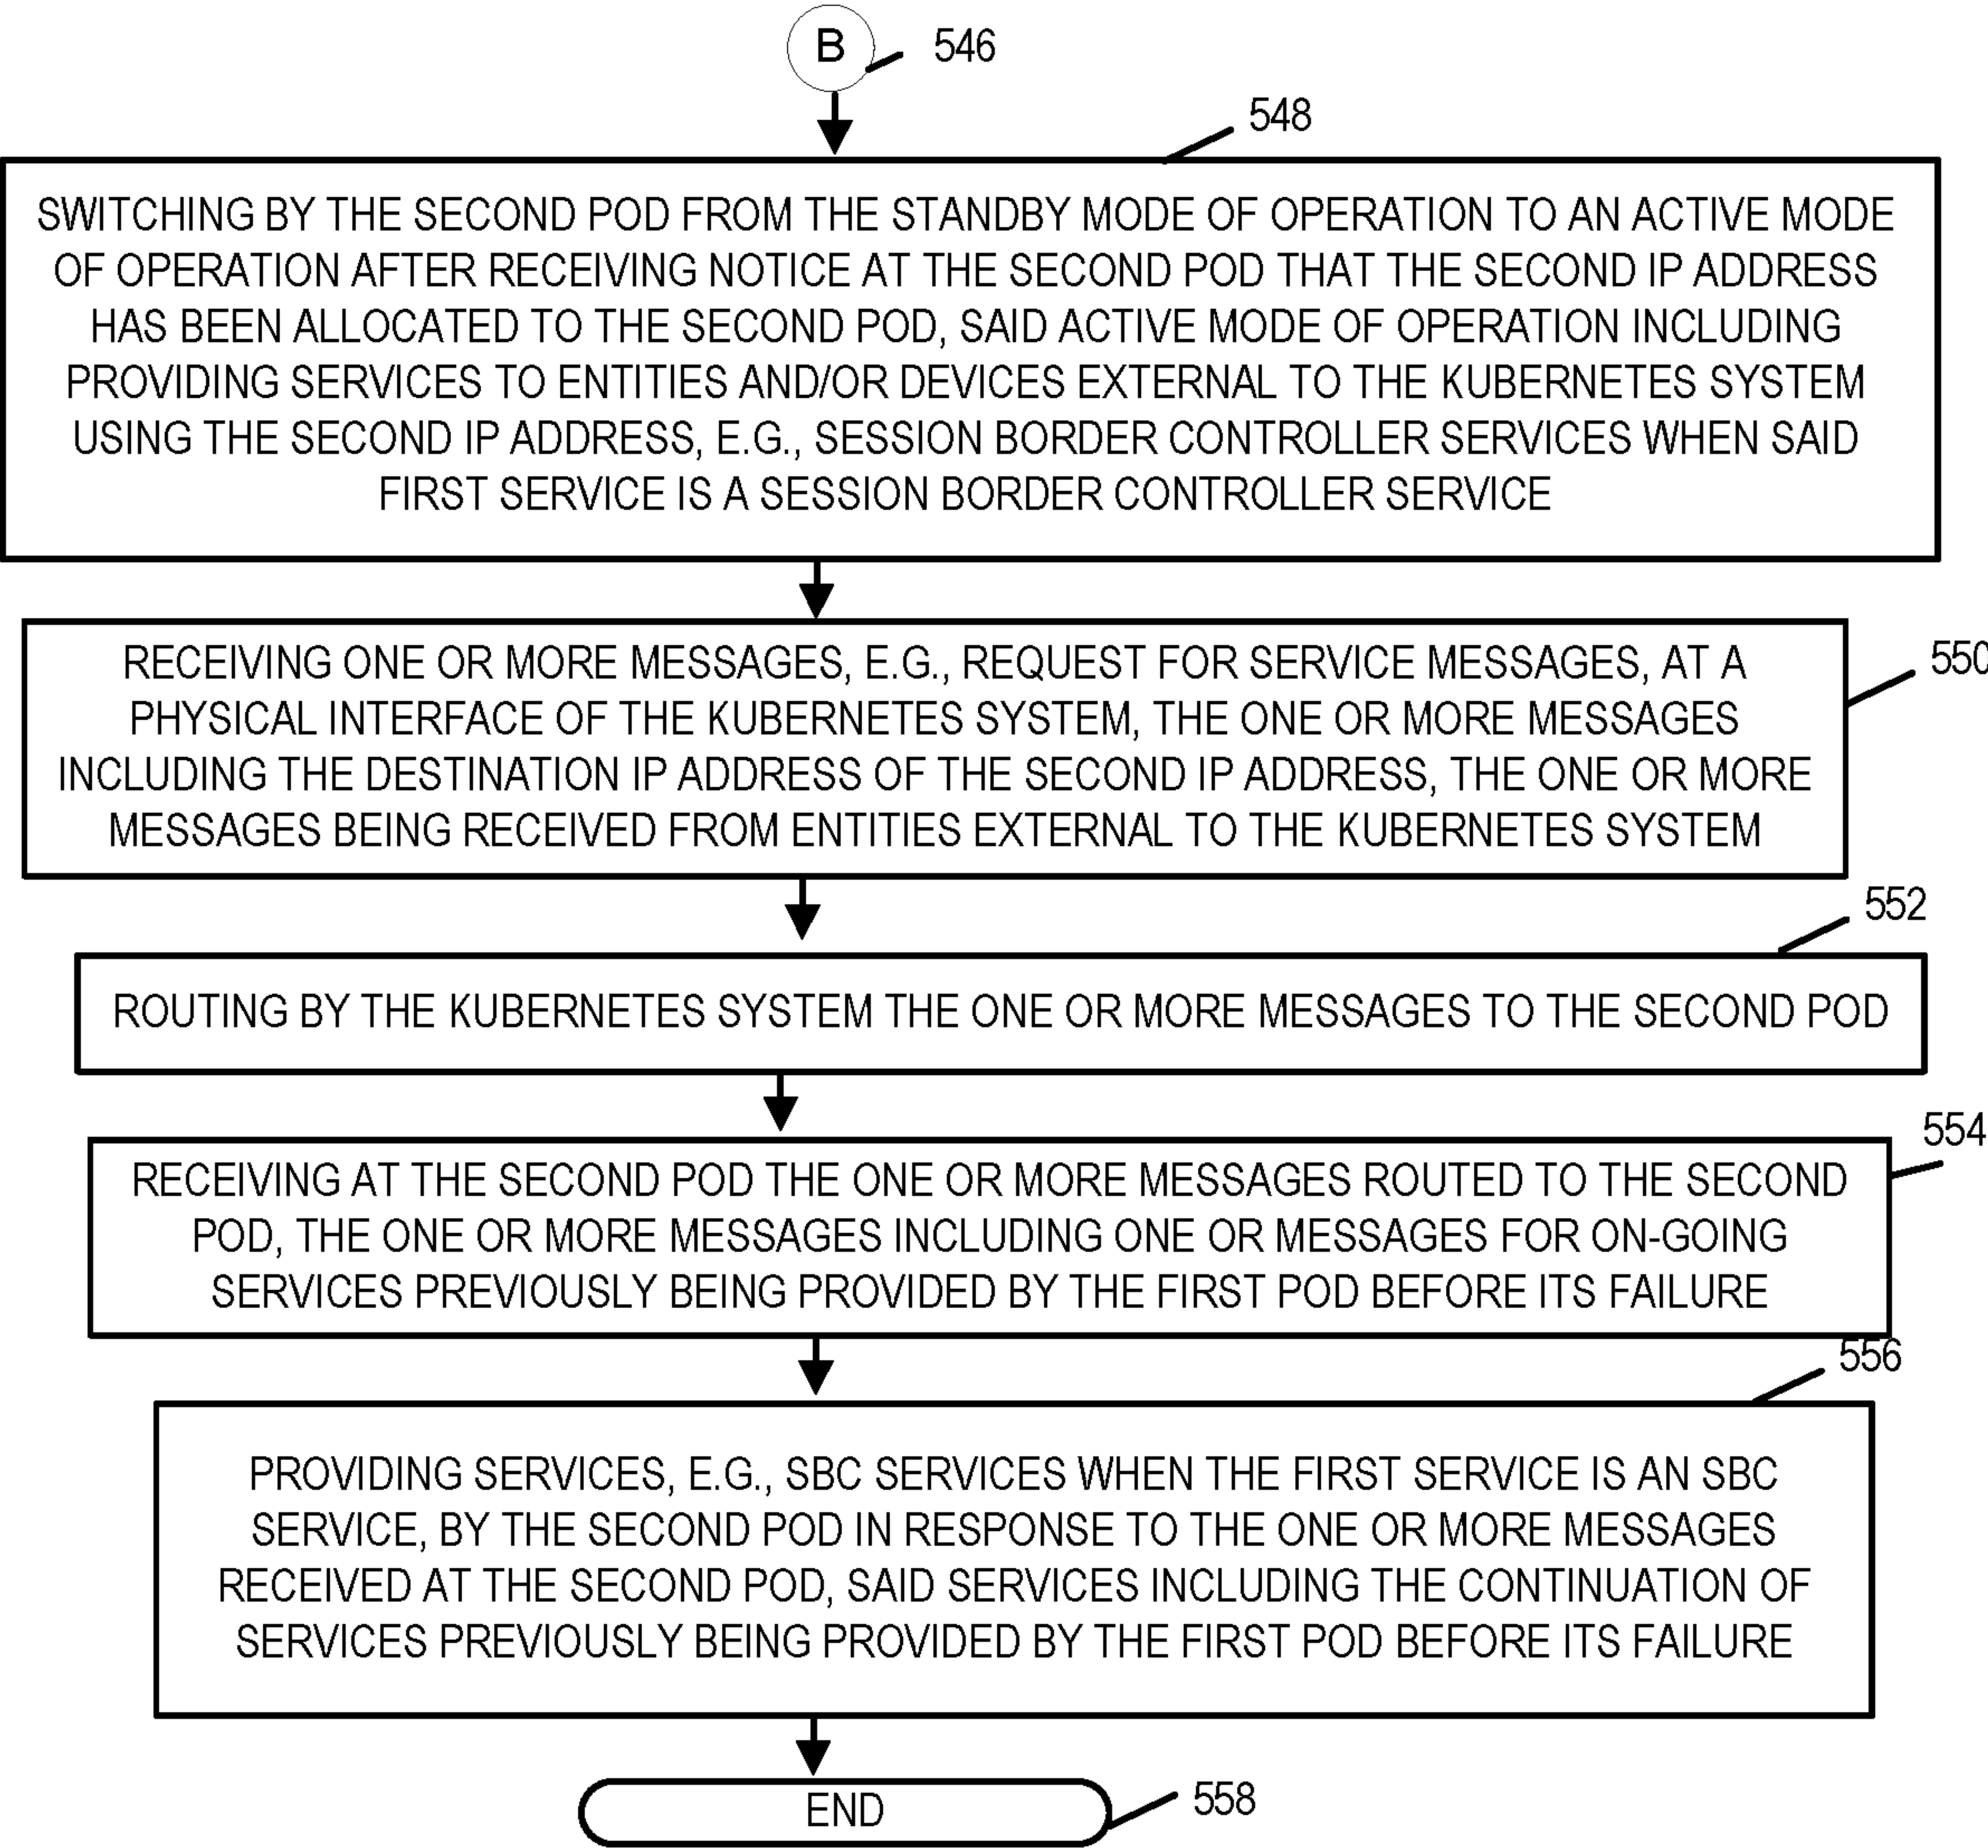 B
546
548
SWITCHING BY THE SECOND POD FROM THE STANDBY MODE OF OPERATION TO AN ACTIVE MODE
OF OPERATION AFTER RECEIVING NOTICE AT THE SECOND POD THAT THE SECOND IP ADDRESS
HAS BEEN ALLOCATED TO THE SECOND POD, SAID ACTIVE MODE OF OPERATION INCLUDING
PROVIDING SERVICES TO ENTITIES AND/OR DEVICES EXTERNAL TO THE KUBERNETES SYSTEM
USING THE SECOND IP ADDRESS, E.G., SESSION BORDER CONTROLLER SERVICES WHEN SAID
FIRST SERVICE IS A SESSION BORDER CONTROLLER SERVICE
550
RECEIVING ONE OR MORE MESSAGES, E.G., REQUEST FOR SERVICE MESSAGES, AT A
PHYSICAL INTERFACE OF THE KUBERNETES SYSTEM, THE ONE OR MORE MESSAGES
INCLUDING THE DESTINATION IP ADDRESS OF THE SECOND IP ADDRESS, THE ONE OR MORE
MESSAGES BEING RECEIVED FROM ENTITIES EXTERNAL TO THE KUBERNETES SYSTEM
552
ROUTING BY THE KUBERNETES SYSTEM THE ONE OR MORE MESSAGES TO THE SECOND POD
554
RECEIVING AT THE SECOND POD THE ONE OR MORE MESSAGES ROUTED TO THE SECOND
POD, THE ONE OR MORE MESSAGES INCLUDING ONE OR MESSAGES FOR ON-GOING
SERVICES PREVIOUSLY BEING PROVIDED BY THE FIRST POD BEFORE ITS FAILURE
556
PROVIDING SERVICES, E.G., SBC SERVICES WHEN THE FIRST SERVICE IS AN SBC
SERVICE, BY THE SECOND POD IN RESPONSE TO THE ONE OR MORE MESSAGES
RECEIVED AT THE SECOND POD, SAID SERVICES INCLUDING THE CONTINUATION OF
SERVICES PREVIOUSLY BEING PROVIDED BY THE FIRST POD BEFORE ITS FAILURE
END
558